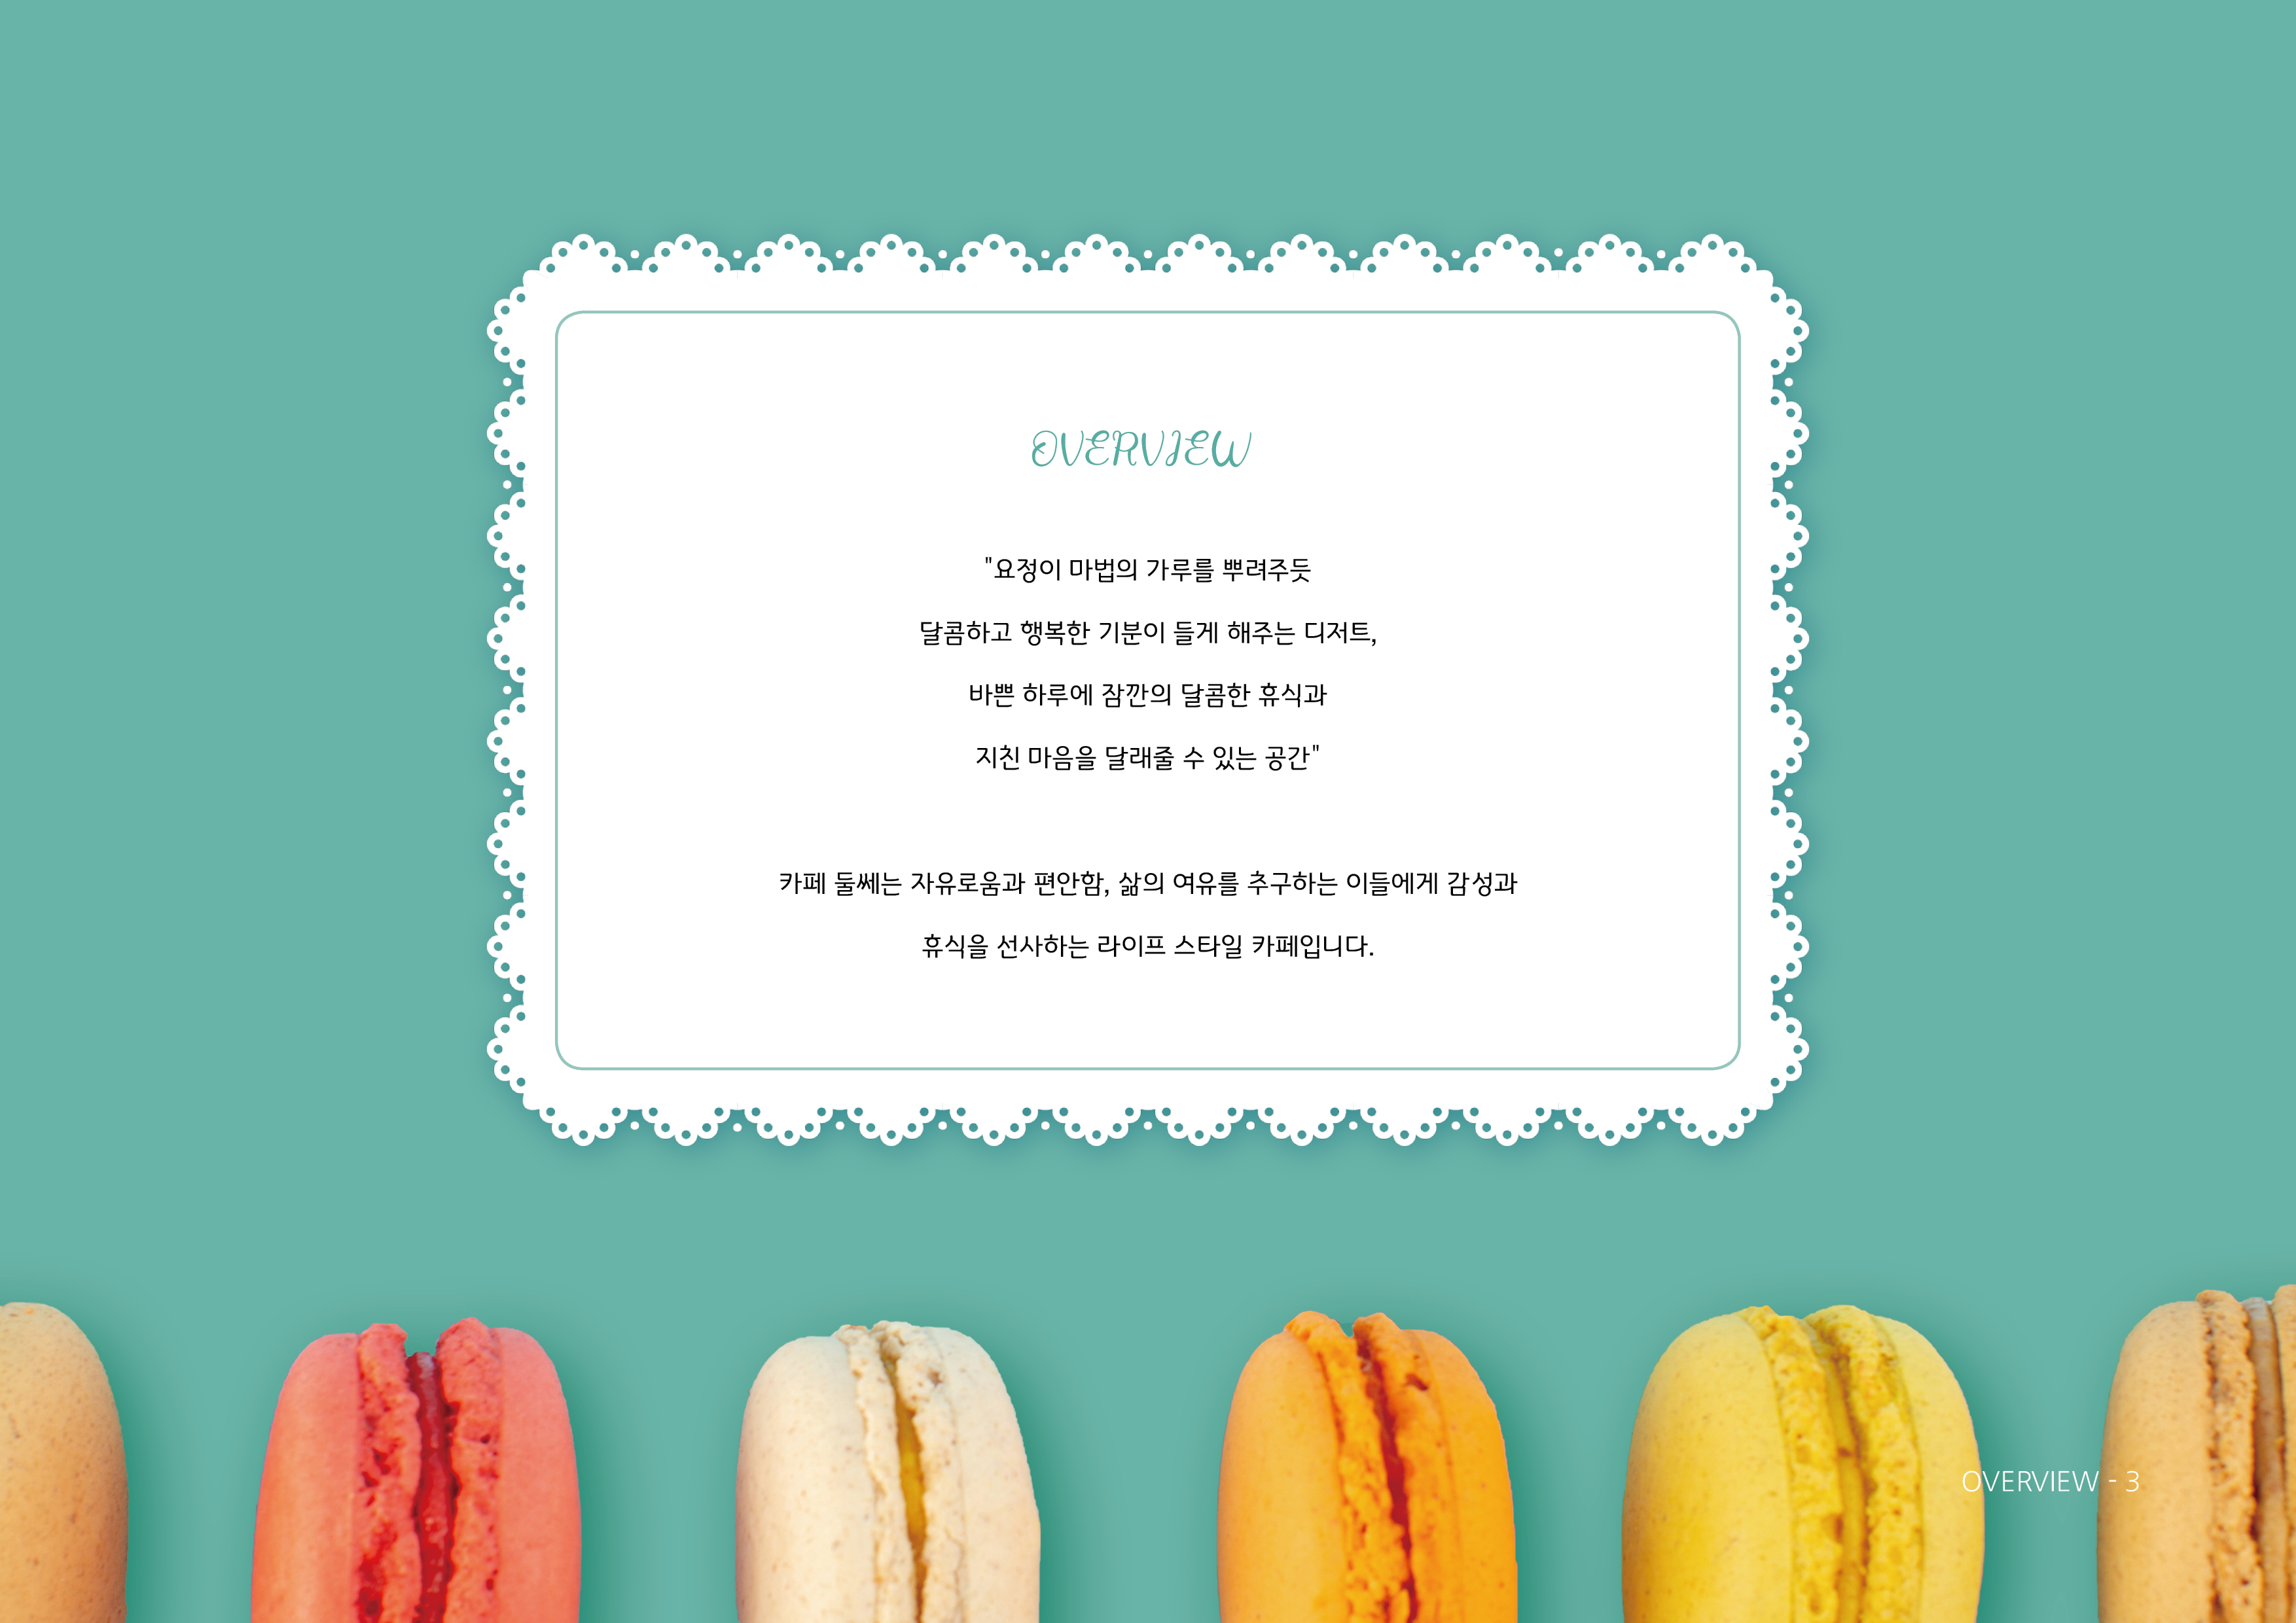 OVERVIEW
"요정이 마법의 가루를 뿌려주듯
달콤하고 행복한 기분이 들게 해주는 디저트,
바쁜 하루에 잠깐의 달콤한 휴식과
지친 마음을 달래줄 수 있는 공간"
카페 둘쎄는 자유로움과 편안함, 삶의 여유를 추구하는 이들에게 감성과
휴식을 선사하는 라이프 스타일 카페입니다.
OVERVIEW - 3